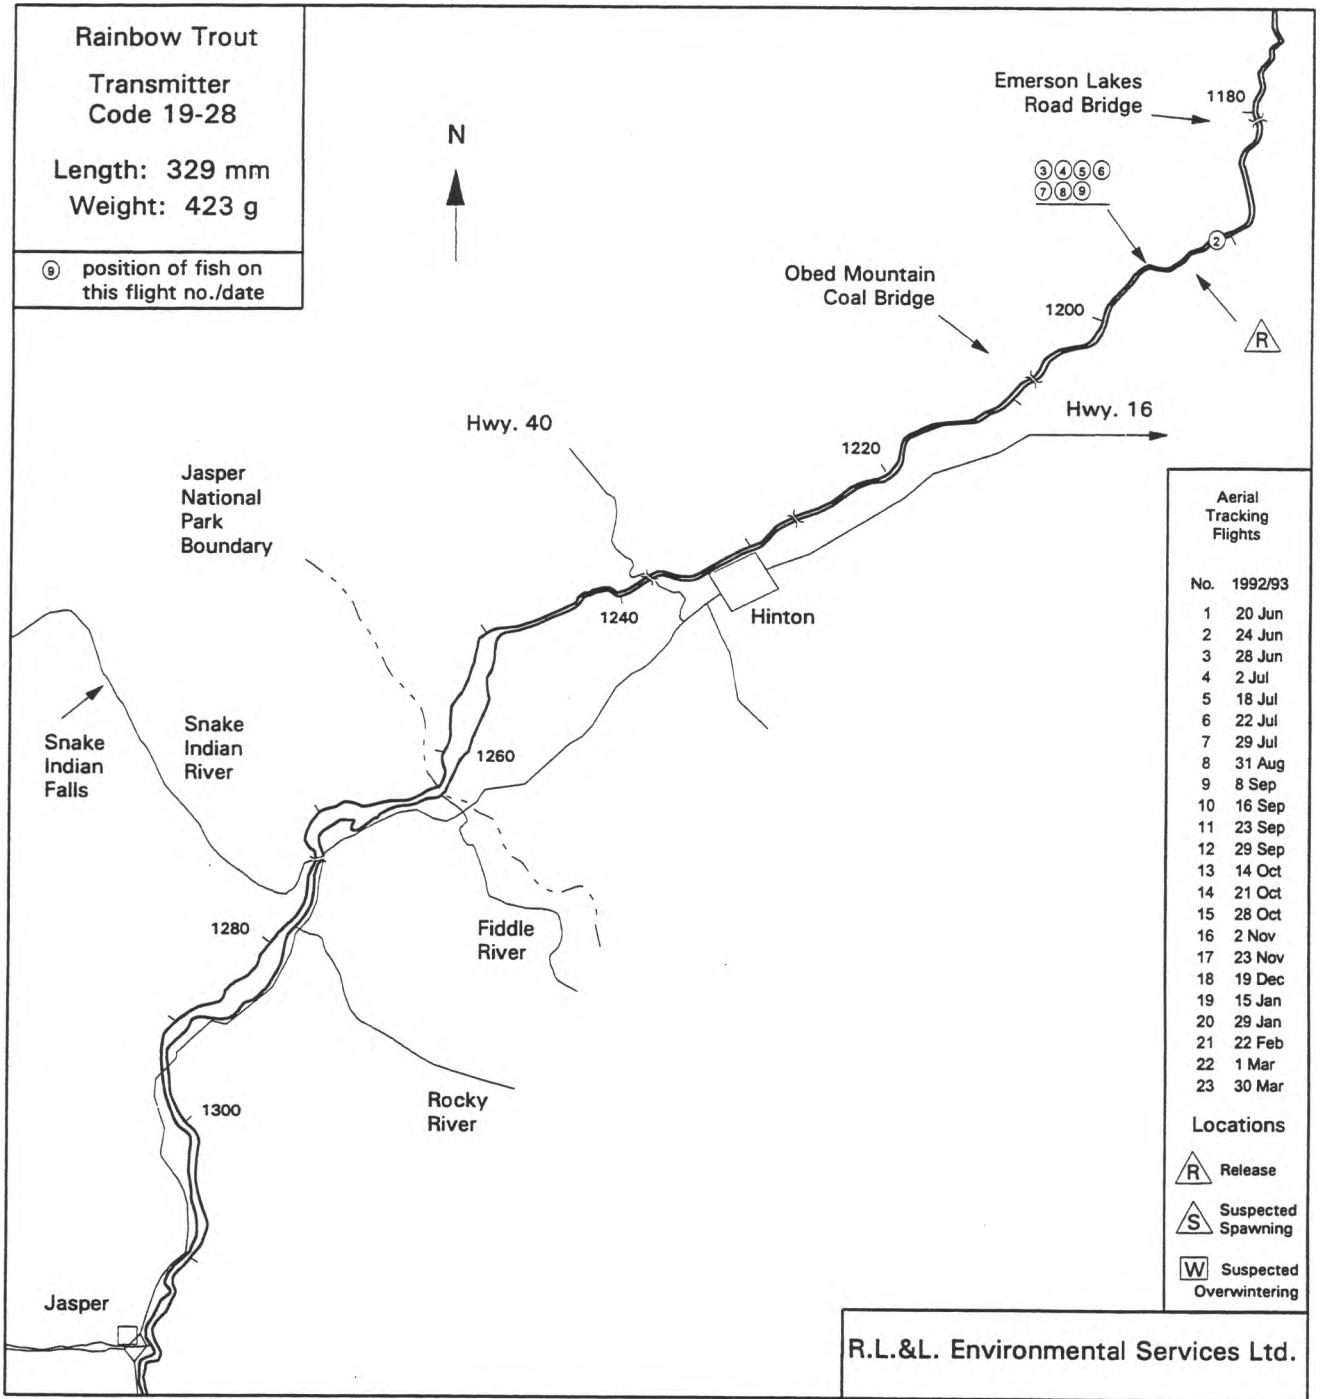 Rainbow Trout
Transmitter
Code 19-28
Length: 329 mm
Weight: 423 g
9 position of fish on
this flight no./date
N
Emerson Lakes
Road Bridge
1180
3 4 5 6
7 8 9
2
Obed Mountain
Coal Bridge
1200
R
Hwy. 40
Hwy. 16
1220
Jasper
National
Park
Boundary
1240
Hinton
Snake
Indian
Falls
Snake
Indian
River
1260
1280
Fiddle
River
1300
Rocky
River
Jasper
Aerial
Tracking
Flights
No. 1992/93
1 20 Jun
2 24 Jun
3 28 Jun
4 2 Jul
5 18 Jul
6 22 Jul
7 29 Jul
8 31 Aug
9 8 Sep
10 16 Sep
11 23 Sep
12 29 Sep
13 14 Oct
14 21 Oct
15 28 Oct
16 2 Nov
17 23 Nov
18 19 Dec
19 15 Jan
20 29 Jan
21 22 Feb
22 1 Mar
23 30 Mar
Locations
R Release
S Suspected
Spawning
W Suspected
Overwintering
R.L.&L. Environmental Services Ltd.